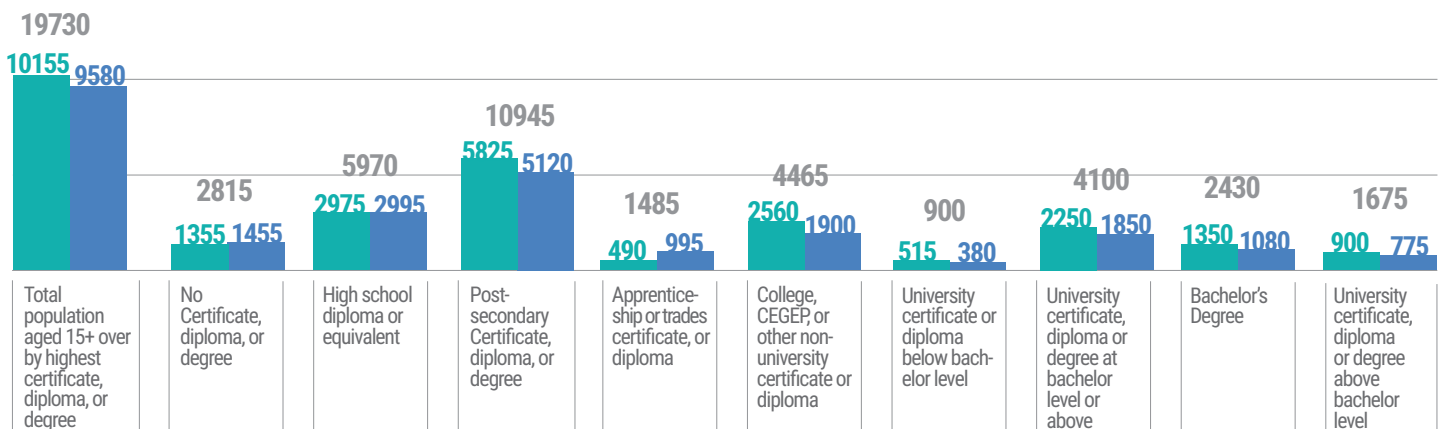 19730
10155
9580
2815
1355
1455
5970
2975
2995
10945
5825
5120
1485
490
995
4465
2560
1900
900
515
380
4100
2250
1850
2430
1350
1080
1675
900
775
Total
population
aged 15+ over
by highest
certificate,
diploma, or
degree
No
Certificate,
diploma, or
degree
High school
diploma or
equivalent
Post-
secondary
Certificate,
diploma, or
degree
Apprentice-
ship or trades
certificate, or
diploma
College,
CEGEP, or
other non-
university
certificate or
diploma
University
certificate or
diploma
below bach-
elor level
University
certificate,
diploma or
degree at
bachelor
level or
above
Bachelor's
Degree
University
certificate,
diploma
or degree
above
bachelor
level